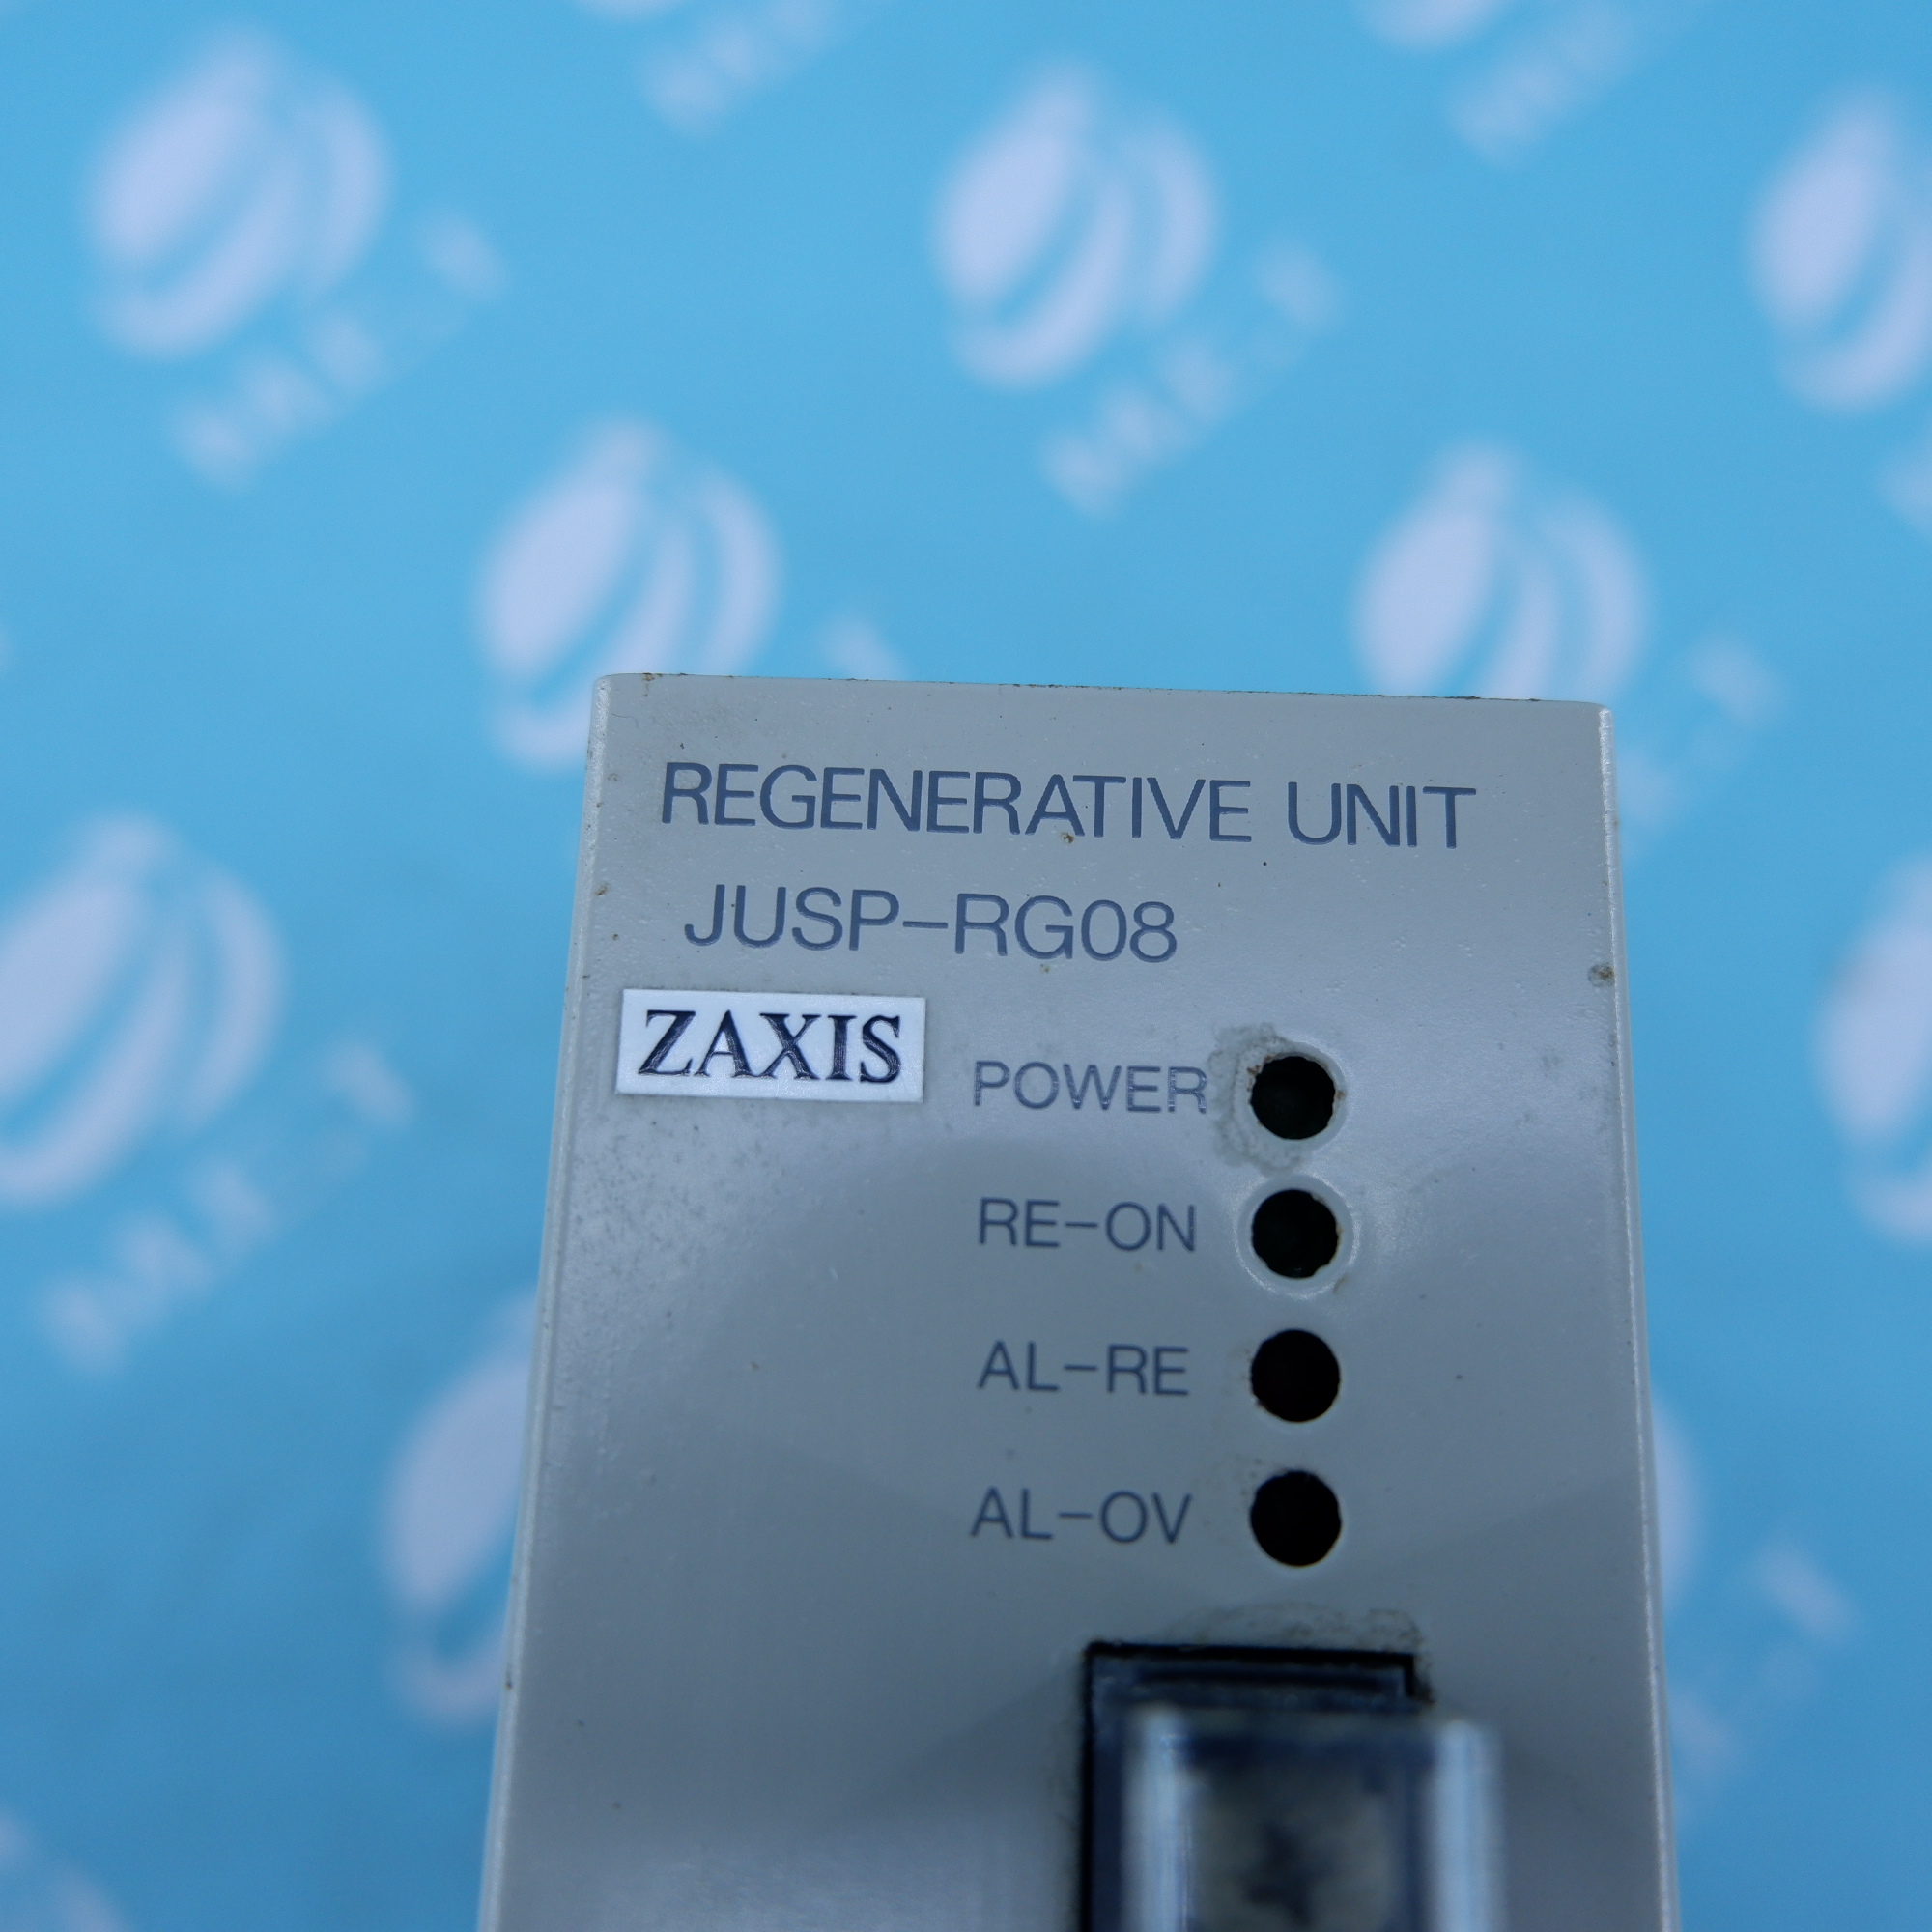 REGENERATIVE UNIT
JUSP-RG08
ZAXIS
POWER
RE-ON
AL-RE
AL-OV